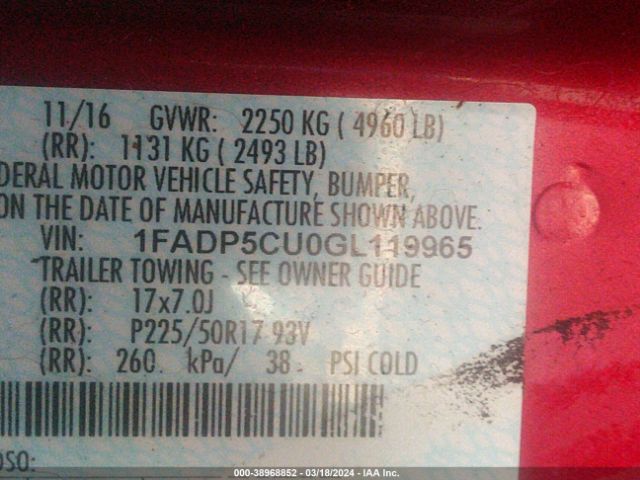 11/16 GVWR: 2250 KG ( 4960 LB)
(RR): 1131 KG ( 2493 LB)
DERAL MOTOR VEHICLE SAFETY, BUMPER,
ON THE DATE OF MANUFACTURE SHOWN ABOVE.
VIN: 1FADP5CU0GL119965
TRAILER TOWING - SEE OWNER GUIDE
(RR): 17x7.0J
(RR): P225/50R17 93V
(RR): 260 kPa/ 38 PSI COLD
OSO:
000-38968852 - 03/18/2024 - IAA Inc.